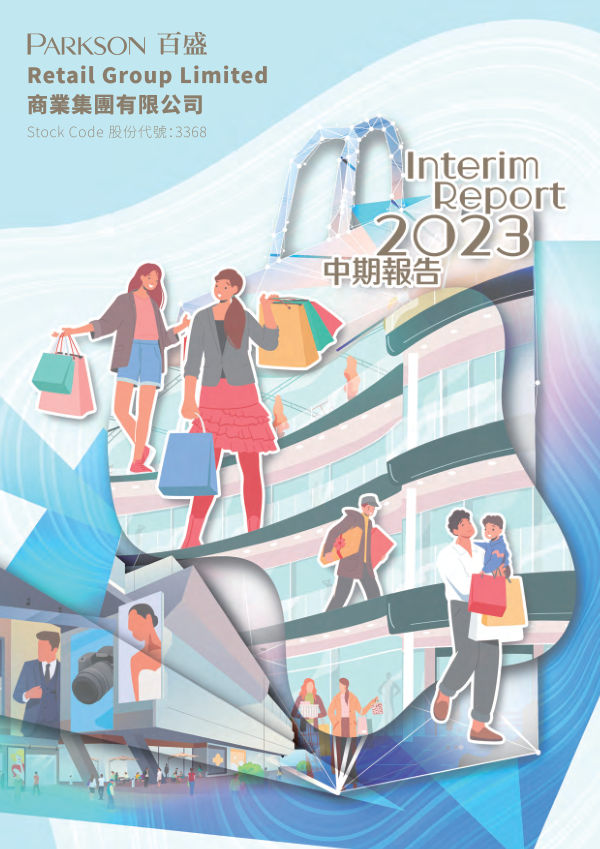 PARKSON 百盛
Retail Group Limited
商業集團有限公司
Stock Code 股份代號：3368
Interim
Report
2023
中期報告